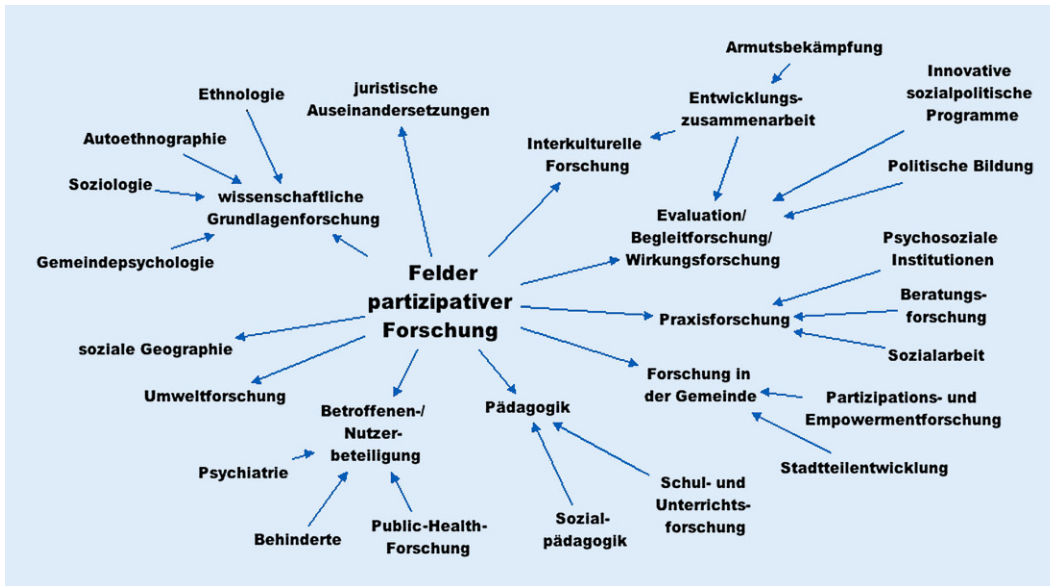 Armutsbekämpfung
Innovative
sozialpolitische
Programme
Ethnologie
juristische
Auseinandersetzungen
Entwicklungs-
zusammenarbeit
Autoethnographie
Interkulturelle
Forschung
Politische Bildung
Soziologie
wissenschaftliche
Grundlagenforschung
Evaluation/
Begleitforschung/
Wirkungsforschung
Gemeindepsychologie
Psychosoziale
Institutionen
Felder
partizipativer
Forschung
Beratungs-
forschung
Praxisforschung
soziale Geographie
Sozialarbeit
Umweltforschung
Forschung in
der Gemeinde
Partizipations- und
Empowermentforschung
Betroffenen-/
Nutzer-
beteiligung
Pädagogik
Psychiatrie
Stadtteilentwicklung
Schul- und
Unterrichts-
forschung
Behinderte
Public-Health-
Forschung
Sozial-
pädagogik